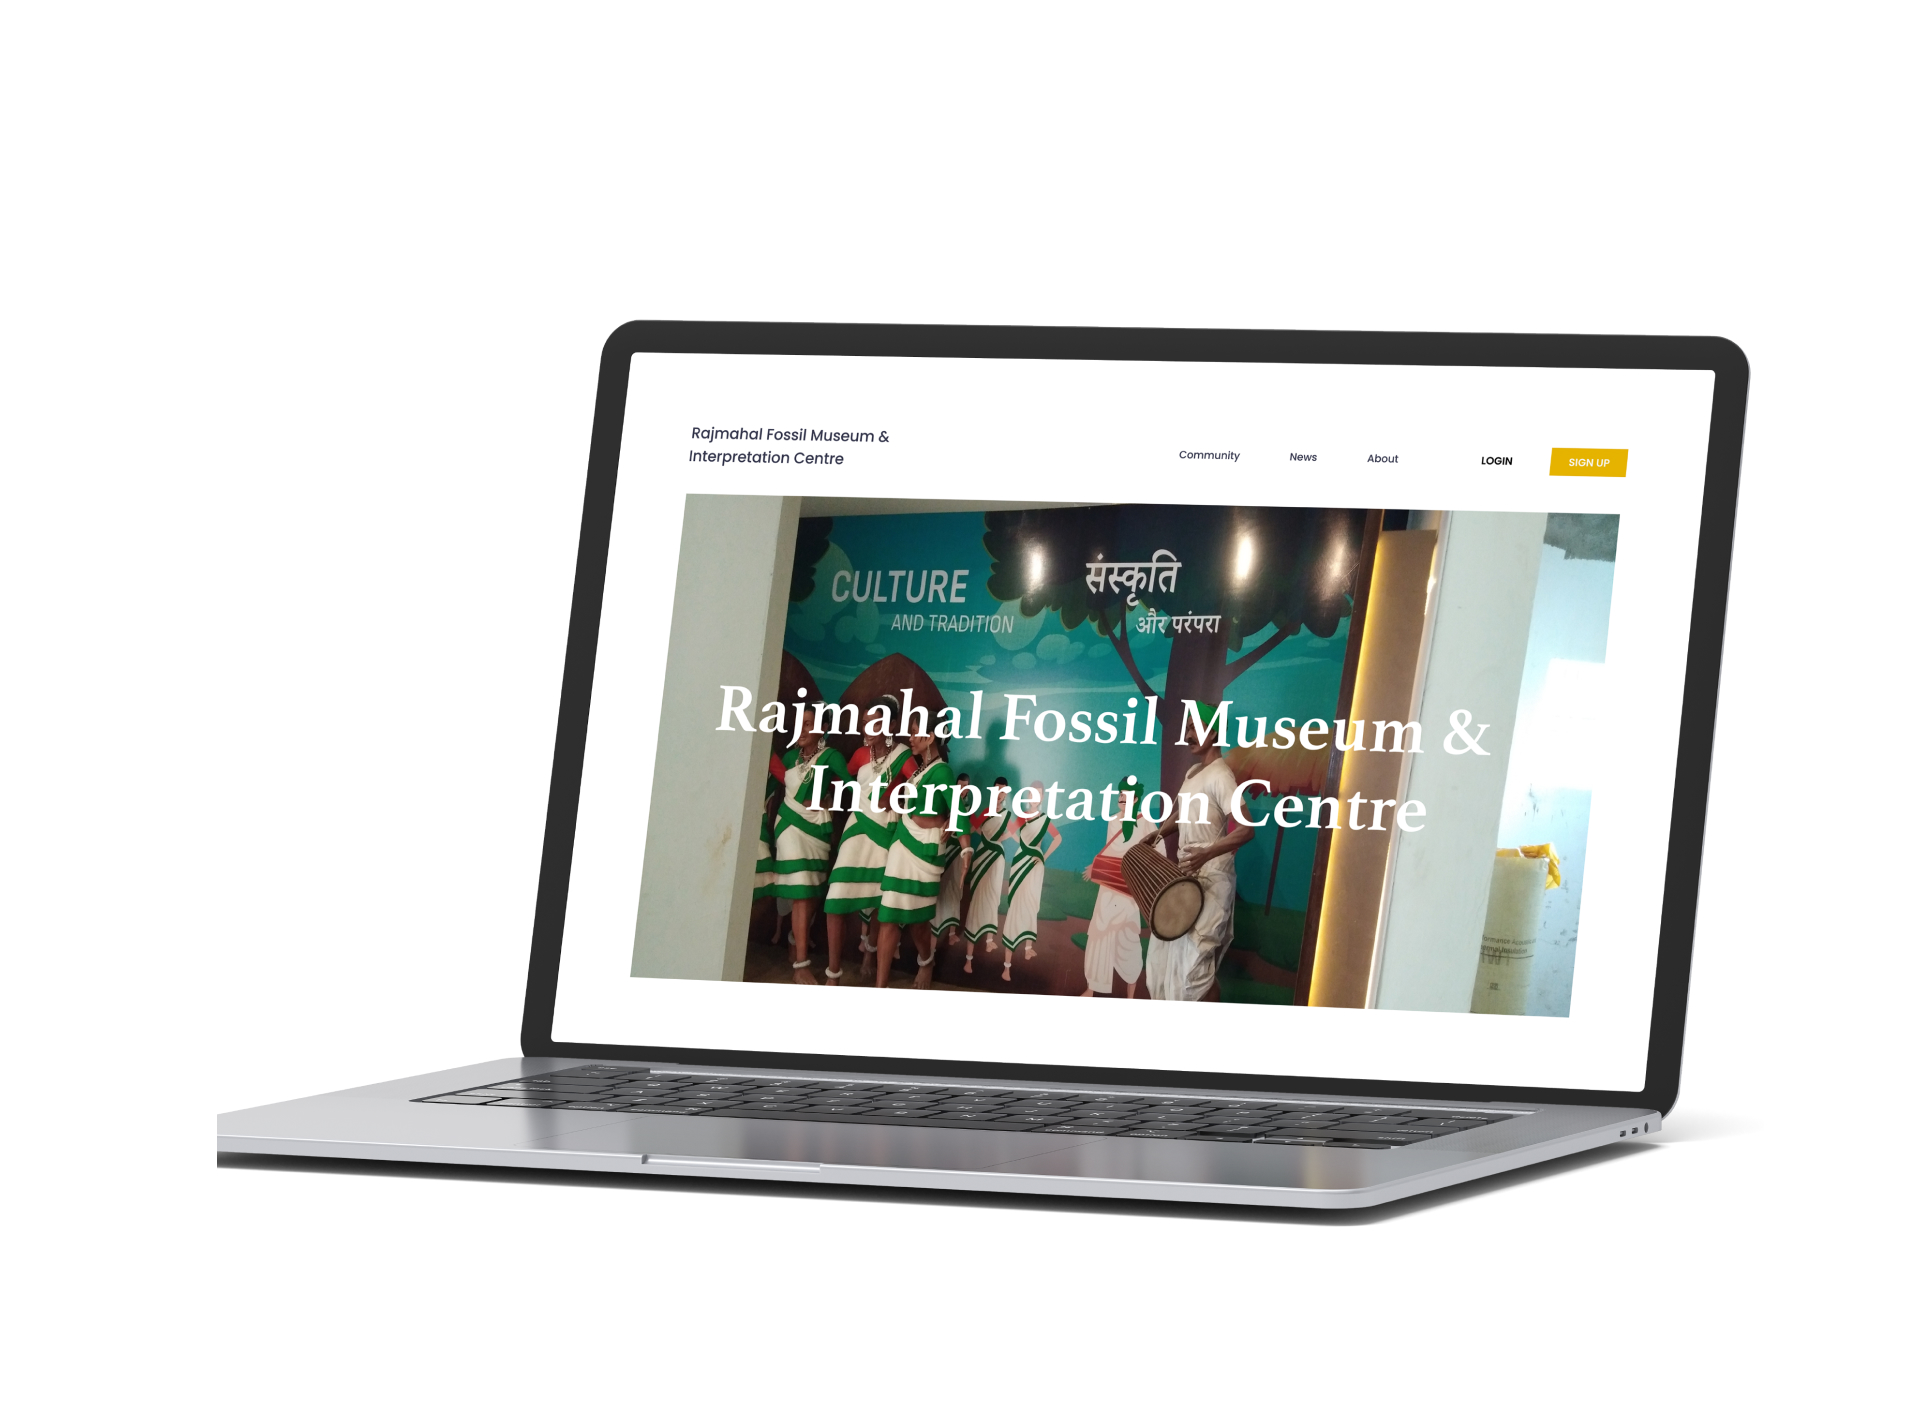 Rajmahal Fossil Museum &
Interpretation Centre
Community
News
About
LOGIN
SIGN UP
CULTURE
AND TRADITION
संस्कृति
और परंपरा
Rajmahal Fossil Museum &
Interpretation Centre